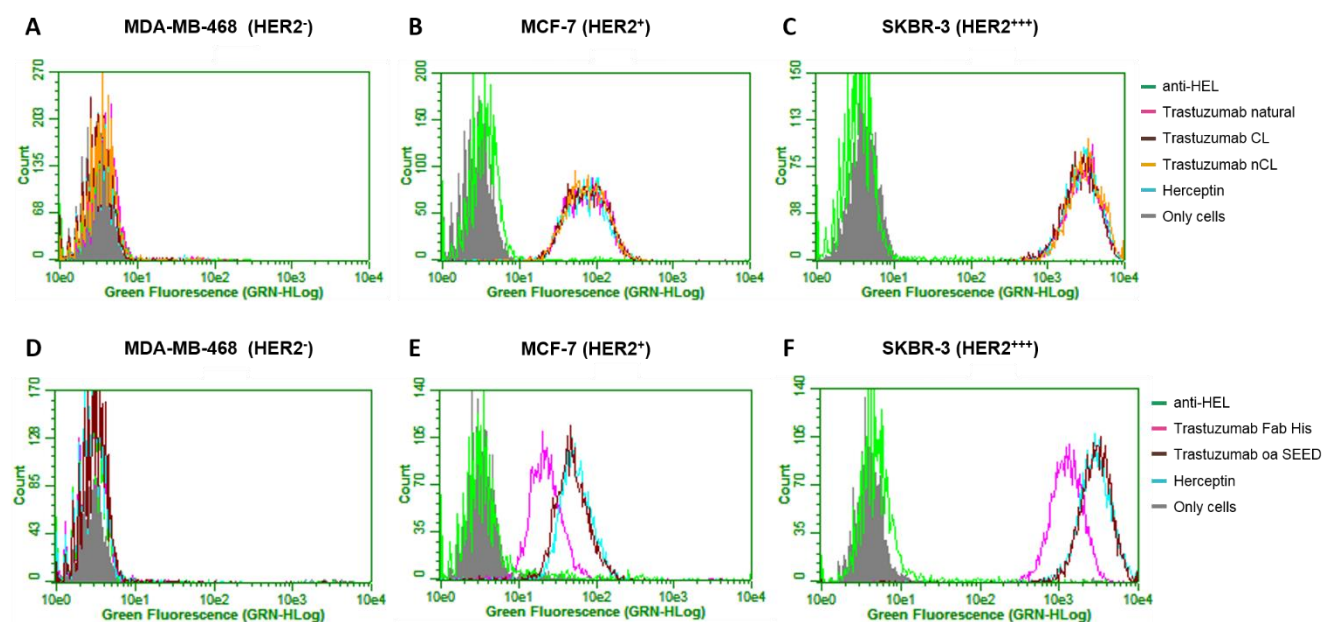 A MDA-MB-468 (HER2⁻)
270
203
135
68
0
Count
10e0 10e1 10e2 10e3 10e4
Green Fluorescence (GRN-HLog)
B MCF-7 (HER2⁺)
200
150
100
50
0
Count
10e0 10e1 10e2 10e3 10e4
Green Fluorescence (GRN-HLog)
C SKBR-3 (HER2⁺⁺⁺)
150
113
75
38
0
Count
10e0 10e1 10e2 10e3 10e4
Green Fluorescence (GRN-HLog)
anti-HEL
Trastuzumab natural
Trastuzumab CL
Trastuzumab nCL
Herceptin
Only cells
D MDA-MB-468 (HER2⁻)
170
128
85
43
0
Count
10e0 10e1 10e2 10e3 10e4
Green Fluorescence (GRN-HLog)
E MCF-7 (HER2⁺)
140
105
70
35
0
Count
10e0 10e1 10e2 10e3 10e4
Green Fluorescence (GRN-HLog)
F SKBR-3 (HER2⁺⁺⁺)
140
105
70
35
0
Count
10e0 10e1 10e2 10e3 10e4
Green Fluorescence (GRN-HLog)
anti-HEL
Trastuzumab Fab His
Trastuzumab oa SEED
Herceptin
Only cells